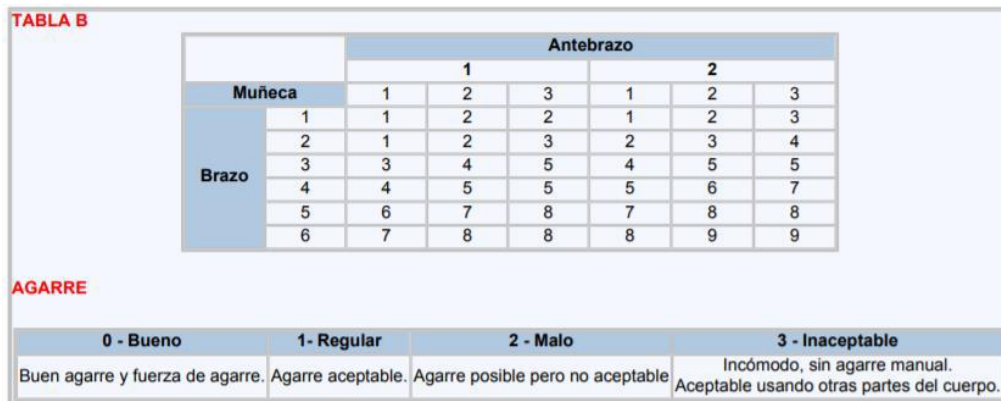 TABLA B
Antebrazo
1 2
Muñeca 1 2 3 1 2 3
Brazo
1 1 2 2 1 2 3
2 1 2 3 2 3 4
3 3 4 5 4 5 5
4 4 5 5 5 6 7
5 6 7 8 7 8 8
6 7 8 8 8 9 9
AGARRE
0 - Bueno 1- Regular 2 - Malo 3 - Inaceptable
Buen agarre y fuerza de agarre. Agarre aceptable. Agarre posible pero no aceptable Incómodo, sin agarre manual.
Aceptable usando otras partes del cuerpo.